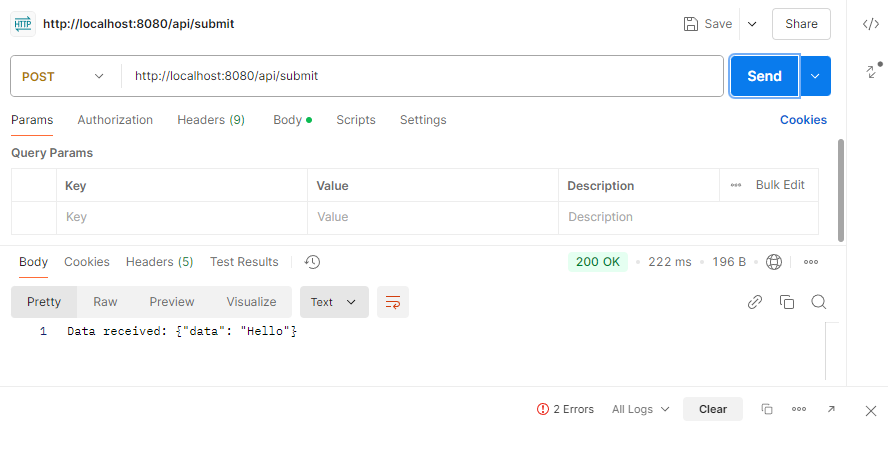 HTTP http://localhost:8080/api/submit Save Share
POST http://localhost:8080/api/submit Send
Params Authorization Headers (9) Body Scripts Settings Cookies
Query Params
Key Value Description Bulk Edit
Key Value Description
Body Cookies Headers (5) Test Results 200 OK 222 ms 196 B
Pretty Raw Preview Visualize Text
1 Data received: {"data": "Hello"}
2 Errors All Logs Clear